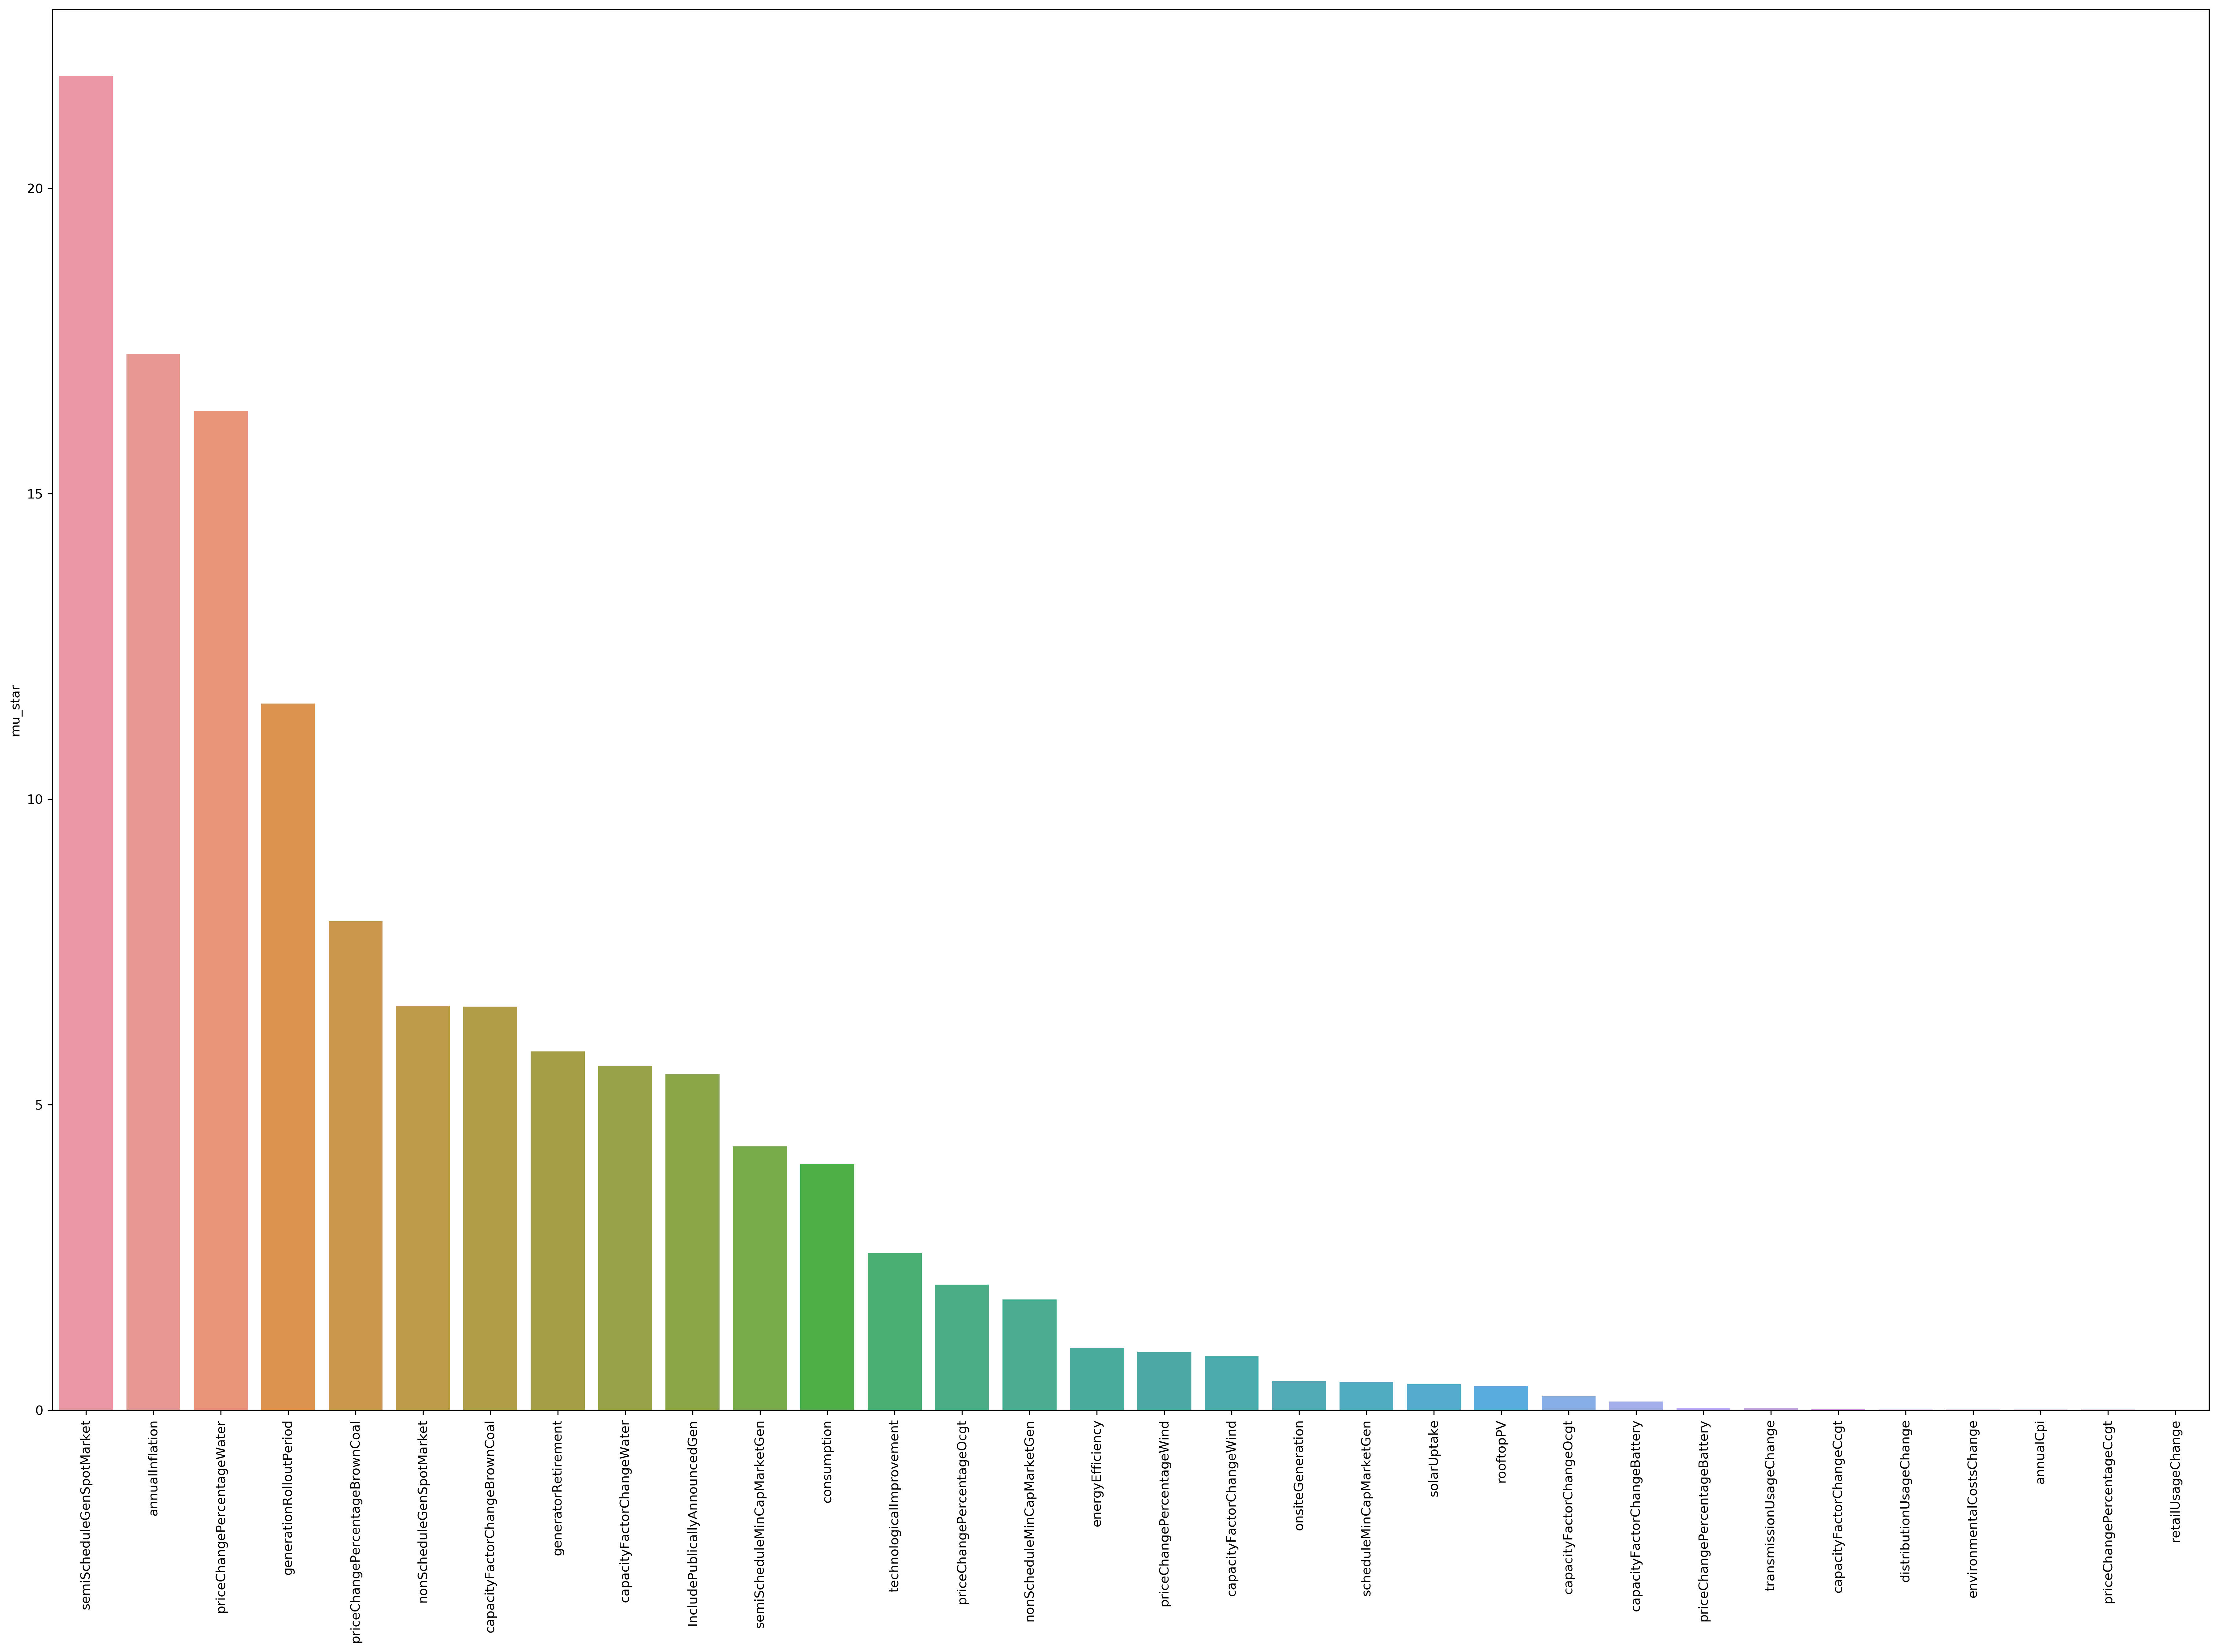 mu_star
20
15
10
5
0
semiScheduleGenSpotMarket
annualInflation
priceChangePercentageWater
generationRolloutPeriod
priceChangePercentageBrownCoal
nonScheduleGenSpotMarket
capacityFactorChangeBrownCoal
generatorRetirement
capacityFactorChangeWater
IncludePublicallyAnnouncedGen
semiScheduleMinCapMarketGen
consumption
technologicalImprovement
priceChangePercentageOcgt
nonScheduleMinCapMarketGen
energyEfficiency
priceChangePercentageWind
capacityFactorChangeWind
onsiteGeneration
scheduleMinCapMarketGen
solarUptake
rooftopPV
capacityFactorChangeOcgt
capacityFactorChangeBattery
priceChangePercentageBattery
transmissionUsageChange
capacityFactorChangeCcgt
distributionUsageChange
environmentalCostsChange
annualCpi
priceChangePercentageCcgt
retailUsageChange